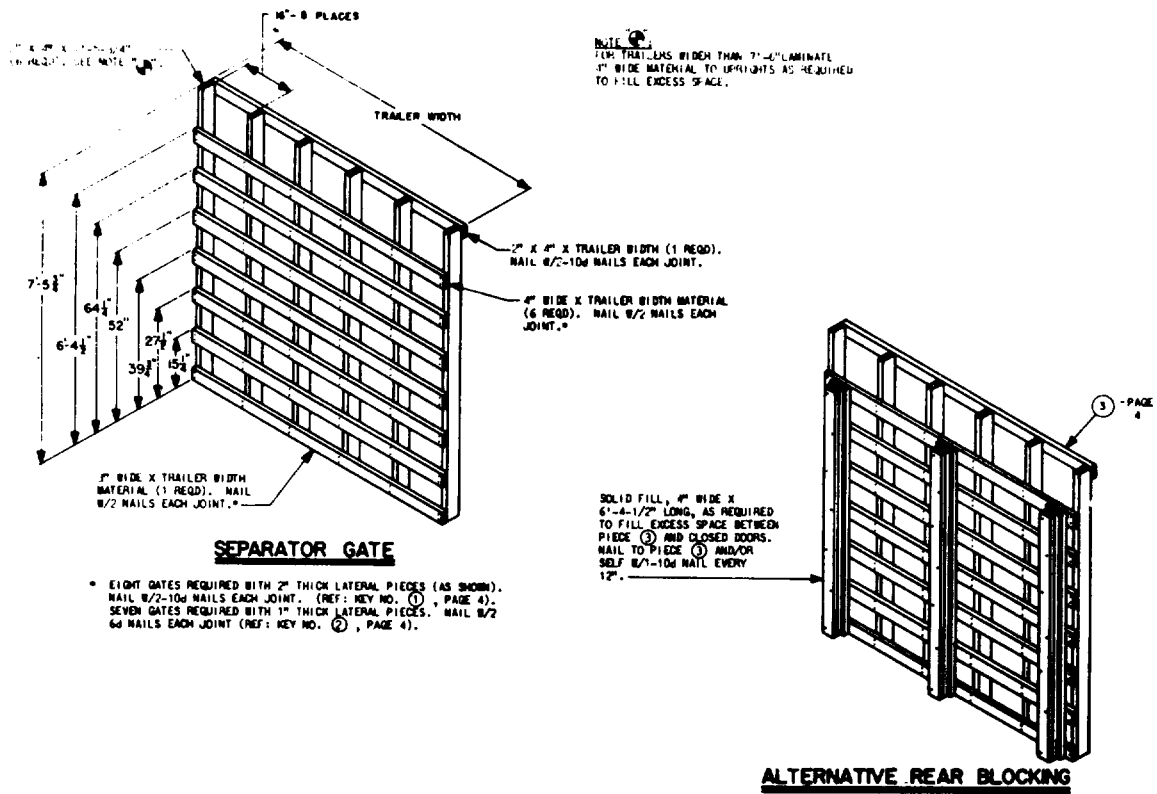 16"- 8 PLACES
SEE NOTE
TRAILER WIDTH
NOTE
FOR TRAILERS WIDER THAN 7'-6" LAMINATE
4" WIDE MATERIAL TO UPRIGHTS AS REQUIRED
TO FILL EXCESS SPACE.
7'-5 3/4"
6'-4 1/2"
64 1/4"
52"
39 3/4"
27 1/2"
15 1/4"
2" X 4" X TRAILER WIDTH (1 REQD).
NAIL W/2-10d NAILS EACH JOINT.
4" WIDE X TRAILER WIDTH MATERIAL
(6 REQD). NAIL W/2 NAILS EACH
JOINT.*
WIDE X TRAILER WIDTH
MATERIAL (1 REQD). NAIL
W/2 NAILS EACH JOINT.*
SEPARATOR GATE
* EIGHT GATES REQUIRED WITH 2" THICK LATERAL PIECES (AS SHOWN).
NAIL W/2-10d NAILS EACH JOINT. (REF: KEY NO. 1 , PAGE 4).
SEVEN GATES REQUIRED WITH 1" THICK LATERAL PIECES. NAIL W/2
6d NAILS EACH JOINT (REF: KEY NO. 2 , PAGE 4).
3 -PAGE
4
SOLID FILL, 4" WIDE X
6'-4-1/2" LONG, AS REQUIRED
TO FILL EXCESS SPACE BETWEEN
PIECE 3 AND CLOSED DOORS.
NAIL TO PIECE 3 AND/OR
SELF W/1-10d NAIL EVERY
12".
ALTERNATIVE REAR BLOCKING